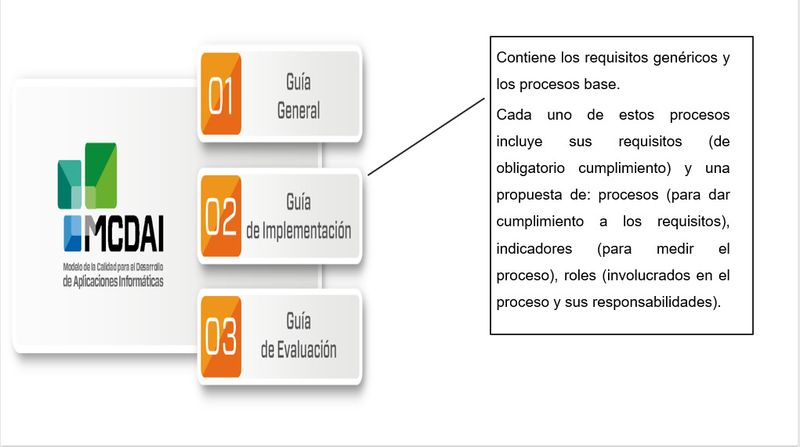 01
Guía
General
MCDAI
Modelo de la Calidad para el Desarrollo
de Aplicaciones Informáticas
02
Guía
de Implementación
03
Guía
de Evaluación
Contiene los requisitos genéricos y
los procesos base.
Cada uno de estos procesos
incluye sus requisitos (de
obligatorio cumplimiento) y una
propuesta de: procesos (para dar
cumplimiento a los requisitos),
indicadores (para medir el
proceso), roles (involucrados en el
proceso y sus responsabilidades).